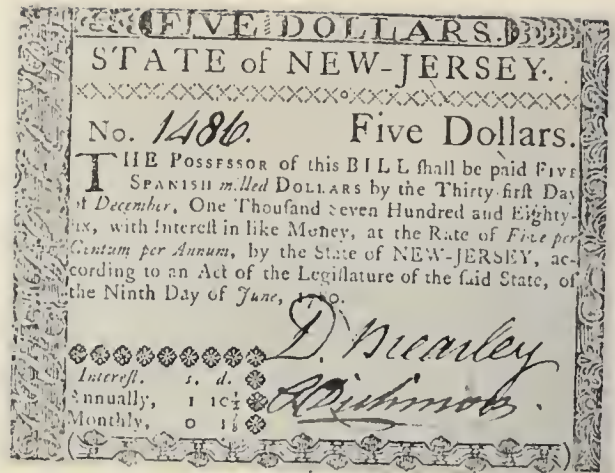 FIVE DOLLARS.
STATE of NEW-JERSEY.
No. 1486. Five Dollars.
THE POSSESSOR of this BILL ſhall be paid FIVE
SPANISH milled DOLLARS by the Thirty-firſt Day
of December, One Thouſand Seven Hundred and Eighty-
ſix, with Intereſt in like Money, at the Rate of Five per
Centum per Annum, by the State of NEW-JERSEY, ac-
cording to an Act of the Legiſlature of the ſaid State, of
the Ninth Day of June, 1780.
D. Brearley
Intereſt. s. d.
Annually, 1 10½
Monthly, 0 1⅞